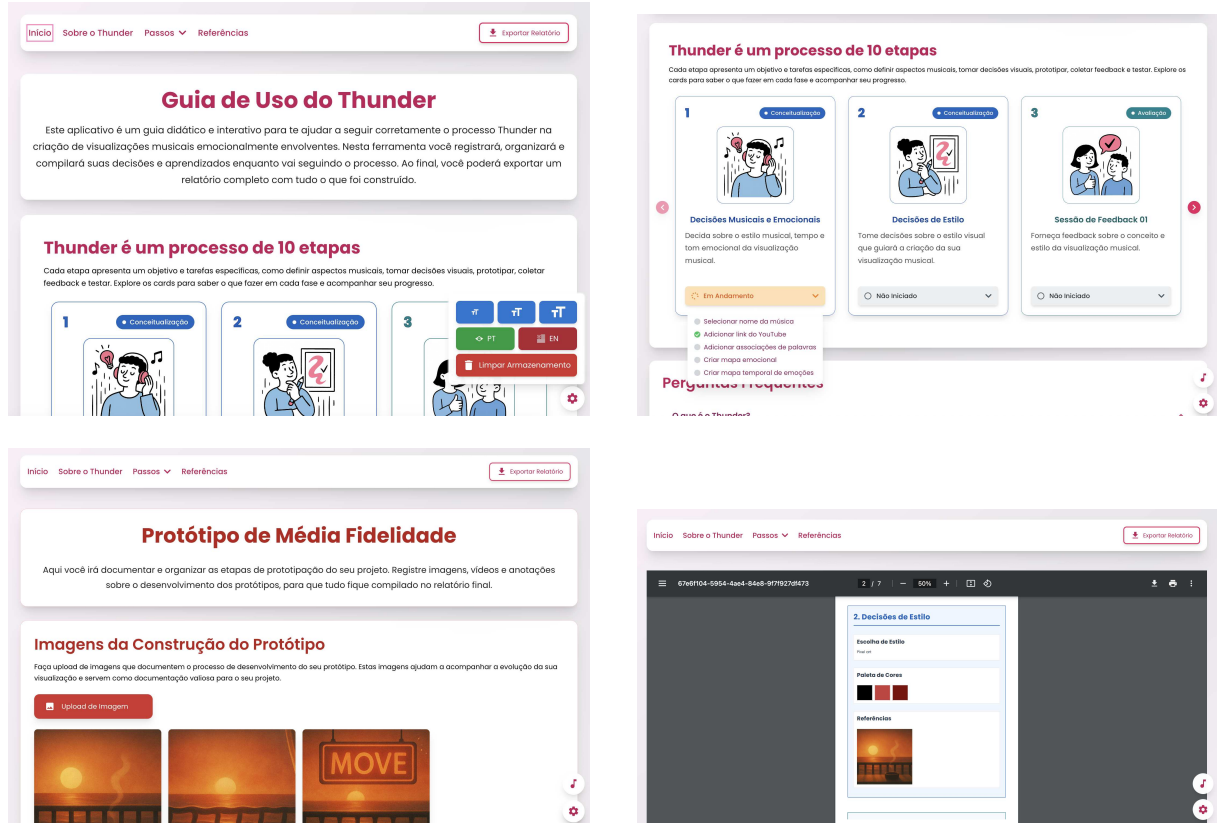 Início Sobre o Thunder Passos Referências Exportar Relatório
Guia de Uso do Thunder
Este aplicativo é um guia didático e interativo para te ajudar a seguir corretamente o processo Thunder na
criação de visualizações musicais emocionalmente envolventes. Nesta ferramenta você registrará, organizará e
compilará suas decisões e aprendizados enquanto vai seguindo o processo. Ao final, você poderá exportar um
relatório completo com tudo o que foi construído.
Thunder é um processo de 10 etapas
Cada etapa apresenta um objetivo e tarefas específicas, como definir aspectos musicais, tomar decisões visuais, prototipar, coletar
feedback e testar. Explore os cards para saber o que fazer em cada fase e acompanhar seu progresso.
1 Conceitualização 2 Conceitualização 3
TT TT TT
PT EN
Limpar Armazenamento
Thunder é um processo de 10 etapas
Cada etapa apresenta um objetivo e tarefas específicas, como definir aspectos musicais, tomar decisões visuais, prototipar, coletar feedback e testar. Explore os
cards para saber o que fazer em cada fase e acompanhar seu progresso.
1 Conceitualização 2 Conceitualização 3 Avaliação
Decisões Musicais e Emocionais
Decida sobre o estilo musical, tempo e
tom emocional da visualização
musical.
Em Andamento
Selecionar nome da música
Adicionar link do YouTube
Adicionar associações de palavras
Criar mapa emocional
Criar mapa temporal de emoções
Decisões de Estilo
Tome decisões sobre o estilo visual
que guiará a criação da sua
visualização musical.
Não Iniciado
Sessão de Feedback 01
Forneça feedback sobre o conceito e
estilo da visualização musical.
Não Iniciado
Perguntas Frequentes
O que é o Thunder?
Início Sobre o Thunder Passos Referências Exportar Relatório
Protótipo de Média Fidelidade
Aqui você irá documentar e organizar as etapas de prototipação do seu projeto. Registre imagens, vídeos e anotações
sobre o desenvolvimento dos protótipos, para que tudo fique compilado no relatório final.
Imagens da Construção do Protótipo
Faça upload de imagens que documentem o processo de desenvolvimento do seu protótipo. Estas imagens ajudam a acompanhar a evolução da sua
visualização e servem como documentação valiosa para o seu projeto.
Upload de Imagem
MOVE
Início Sobre o Thunder Passos Referências Exportar Relatório
67e6f104-5954-4ae4-84e8-9f7f927df473 2 / 7 50%
2. Decisões de Estilo
Escolha de Estilo
Pixel art
Paleta de Cores
Referências